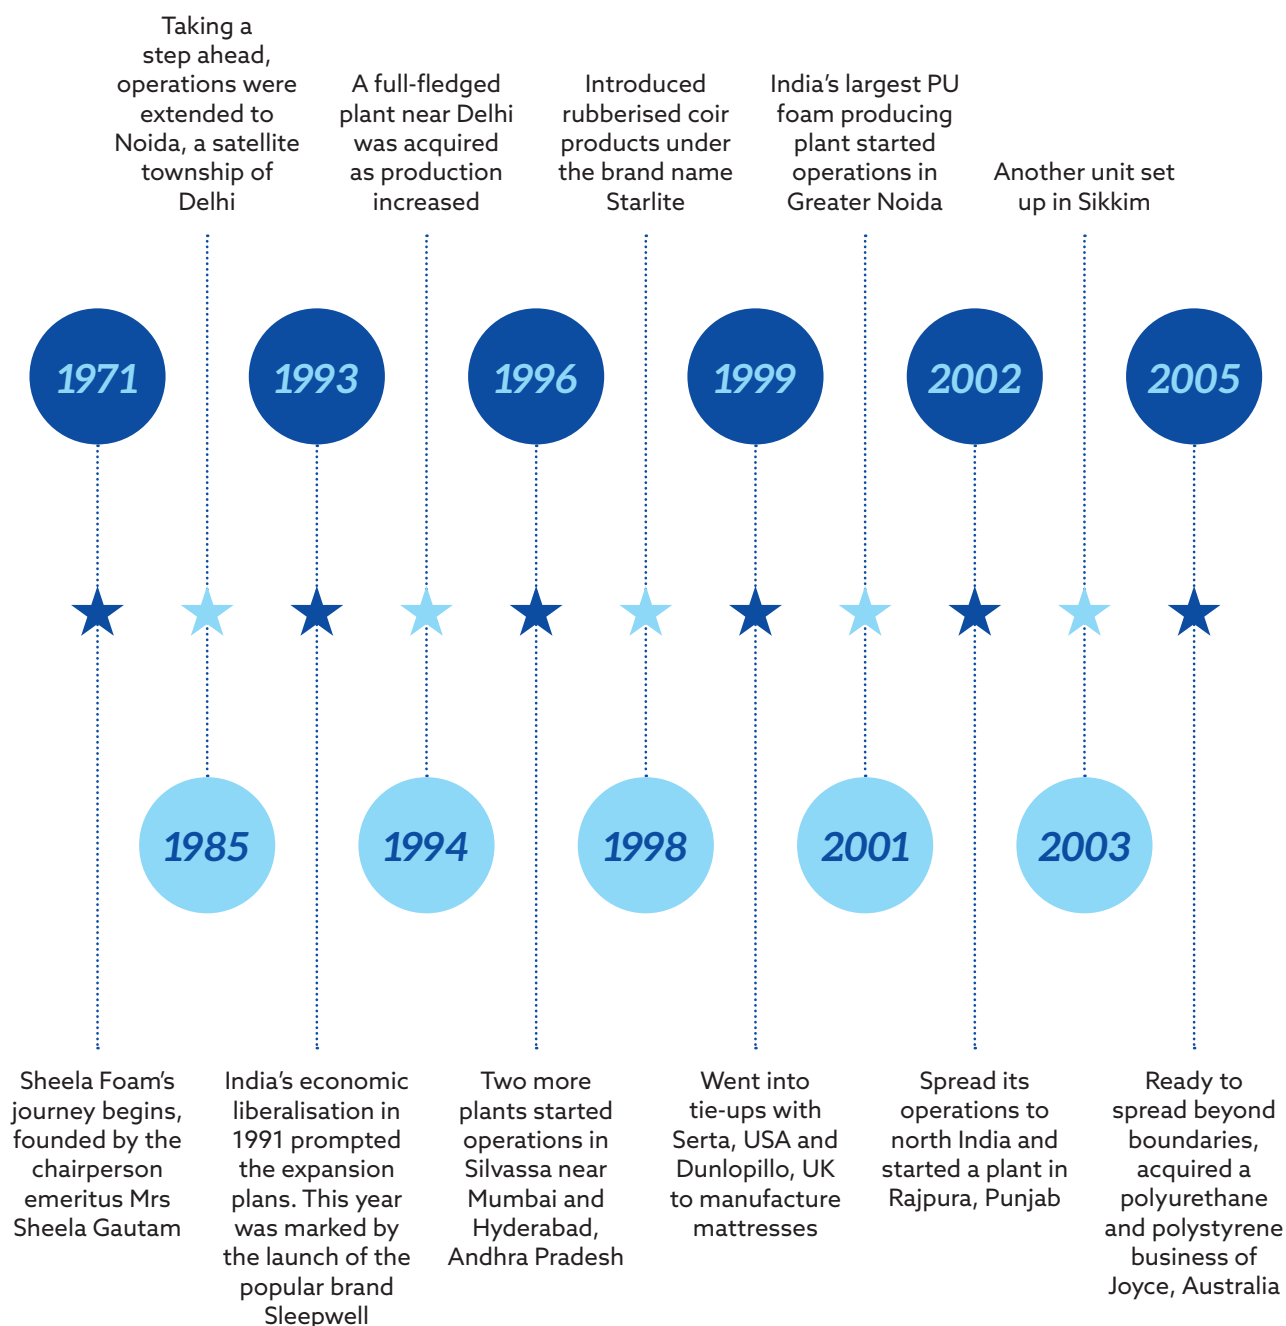 Taking a
step ahead,
operations were
extended to
Noida, a satellite
township of
Delhi
A full-fledged
plant near Delhi
was acquired
as production
increased
Introduced
rubberised coir
products under
the brand name
Starlite
India's largest PU
foam producing
plant started
operations in
Greater Noida
Another unit set
up in Sikkim
1971
1993
1996
1999
2002
2005
1985
1994
1998
2001
2003
Sheela Foam's
journey begins,
founded by the
chairperson
emeritus Mrs
Sheela Gautam
India's economic
liberalisation in
1991 prompted
the expansion
plans. This year
was marked by
the launch of the
popular brand
Sleepwell
Two more
plants started
operations in
Silvassa near
Mumbai and
Hyderabad,
Andhra Pradesh
Went into
tie-ups with
Serta, USA and
Dunlopillo, UK
to manufacture
mattresses
Spread its
operations to
north India and
started a plant in
Rajpura, Punjab
Ready to
spread beyond
boundaries,
acquired a
polyurethane
and polystyrene
business of
Joyce, Australia